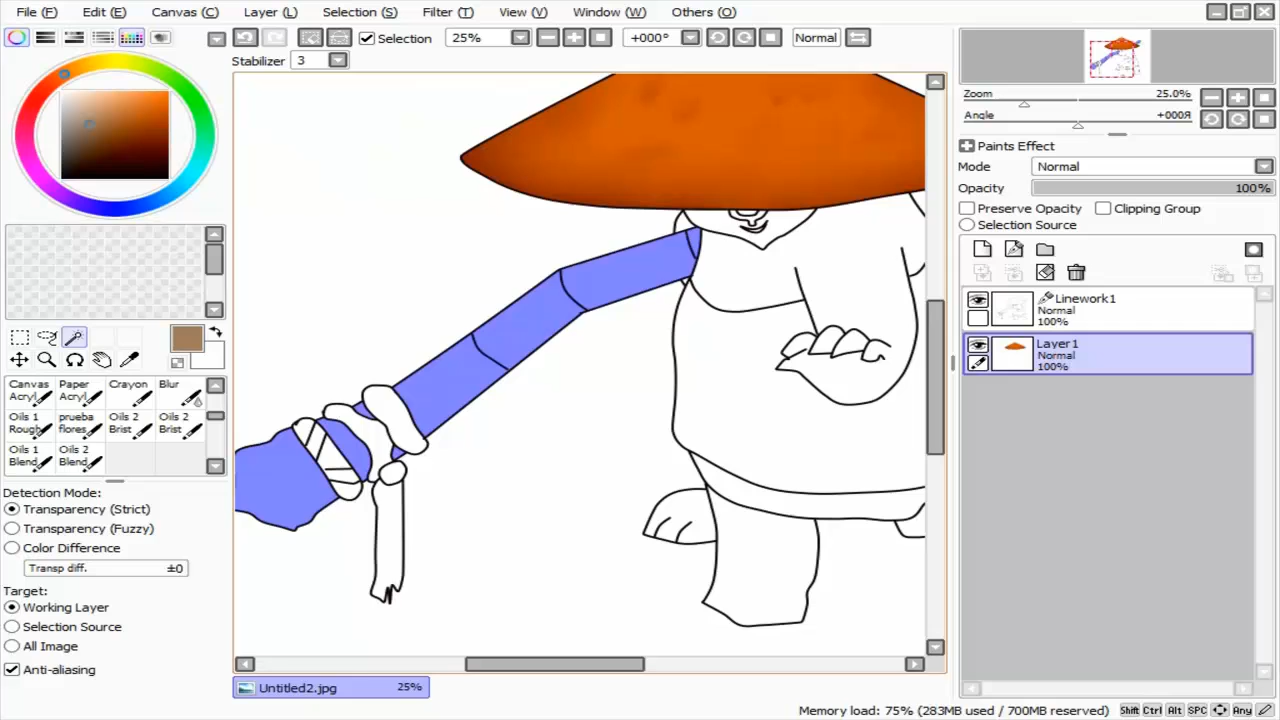 File (F) Edit (E) Canvas (C) Layer (L) Selection (S) Filter (T) View (V) Window (W) Others (O)
Selection 25% +000° Normal
Stabilizer 3
Zoom 25.0%
Angle +000Я
Paints Effect
Mode Normal
Opacity 100%
Preserve Opacity Clipping Group
Selection Source
Linework1
Normal
100%
Layer1
Normal
100%
Canvas Paper Crayon Blur
Acryl Acryl
Oils 1 prueba Oils 2 Oils 2
Rough flores Brist Brist
Oils 1 Oils 2
Blend Blend
Detection Mode:
Transparency (Strict)
Transparency (Fuzzy)
Color Difference
Transp diff. ±0
Target:
Working Layer
Selection Source
All Image
Anti-aliasing
Untitled2.jpg 25%
Memory load: 75% (283MB used / 700MB reserved) Shift Ctrl Alt SPC Any